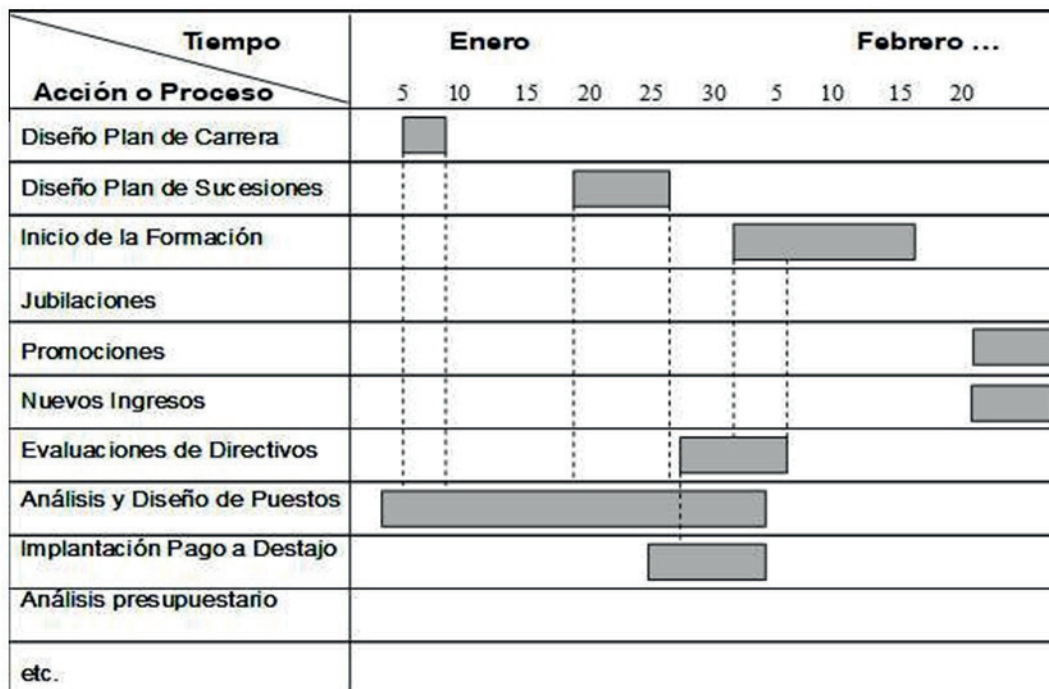 Tiempo Enero Febrero ...
Acción o Proceso 5 10 15 20 25 30 5 10 15 20
Diseño Plan de Carrera
Diseño Plan de Sucesiones
Inicio de la Formación
Jubilaciones
Promociones
Nuevos Ingresos
Evaluaciones de Directivos
Análisis y Diseño de Puestos
Implantación Pago a Destajo
Análisis presupuestario
etc.